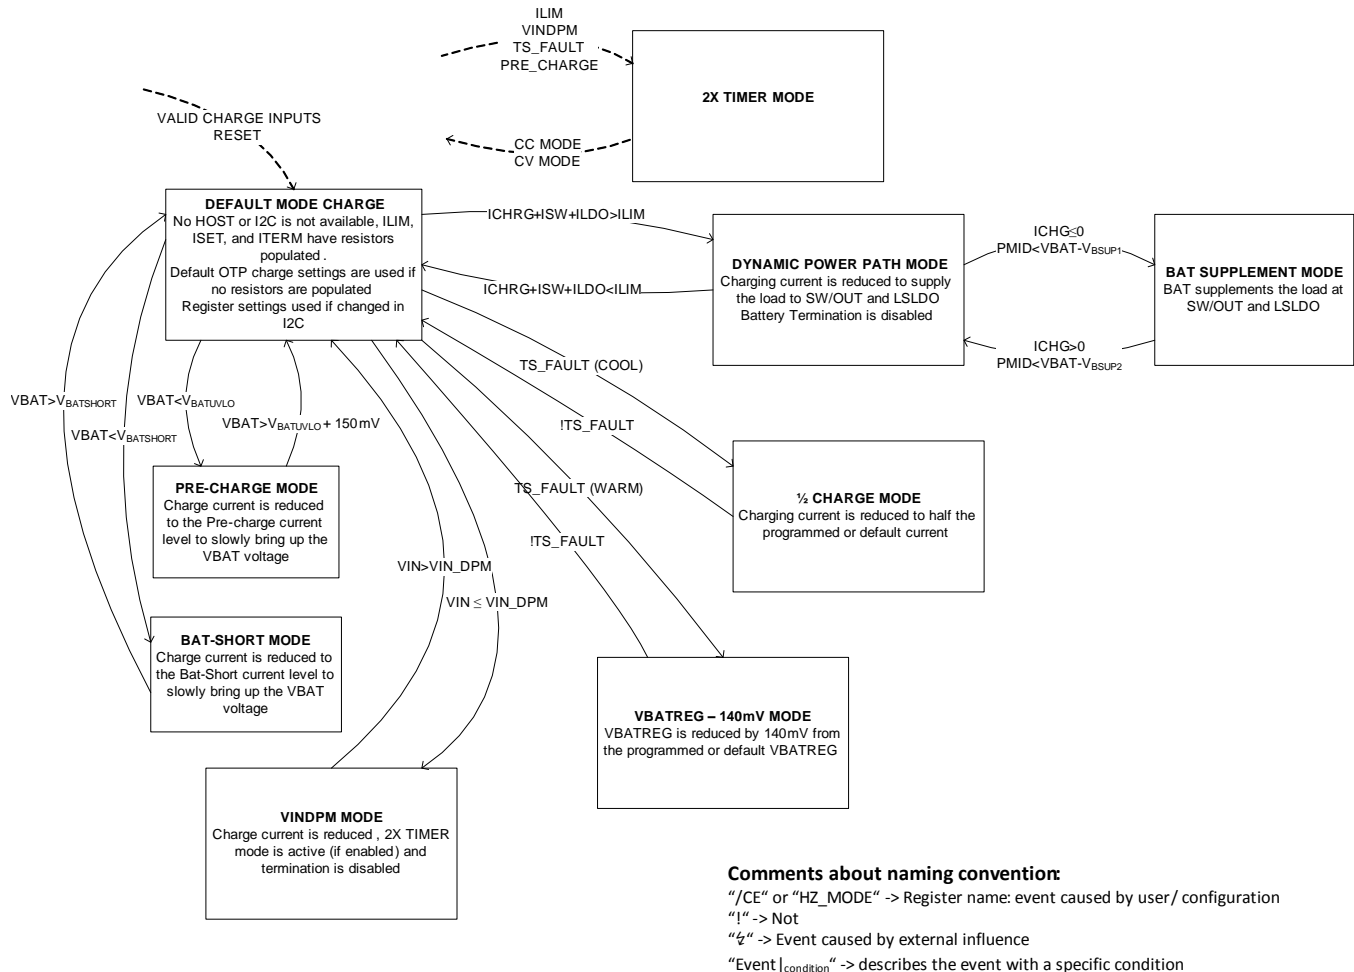 ILIM
VINDPM
TS_FAULT
PRE_CHARGE
2X TIMER MODE
VALID CHARGE INPUTS
RESET
CC MODE
CV MODE
DEFAULT MODE CHARGE
No HOST or I2C is not available, ILIM,
ISET, and ITERM have resistors
populated .
Default OTP charge settings are used if
no resistors are populated
Register settings used if changed in
I2C
ICHRG+ISW+ILDO>ILIM
ICHRG+ISW+ILDO<ILIM
DYNAMIC POWER PATH MODE
Charging current is reduced to supply
the load to SW/OUT and LSLDO
Battery Termination is disabled
ICHG≤0
PMID<VBAT-VBSUP1
BAT SUPPLEMENT MODE
BAT supplements the load at
SW/OUT and LSLDO
ICHG>0
PMID<VBAT-VBSUP2
TS_FAULT (COOL)
!TS_FAULT
VBAT>VBATSHORT
VBAT<VBATUVLO
VBAT>VBATUVLO + 150mV
VBAT<VBATSHORT
PRE-CHARGE MODE
Charge current is reduced
to the Pre-charge current
level to slowly bring up the
VBAT voltage
½ CHARGE MODE
Charging current is reduced to half the
programmed or default current
TS_FAULT (WARM)
!TS_FAULT
VIN>VIN_DPM
VIN ≤ VIN_DPM
BAT-SHORT MODE
Charge current is reduced to
the Bat-Short current level to
slowly bring up the VBAT
voltage
VBATREG – 140mV MODE
VBATREG is reduced by 140mV from
the programmed or default VBATREG
VINDPM MODE
Charge current is reduced , 2X TIMER
mode is active (if enabled) and
termination is disabled
Comments about naming convention:
“/CE“ or “HZ_MODE“ -> Register name: event caused by user/ configuration
“!“ -> Not
“↯“ -> Event caused by external influence
“Event|condition“ -> describes the event with a specific condition